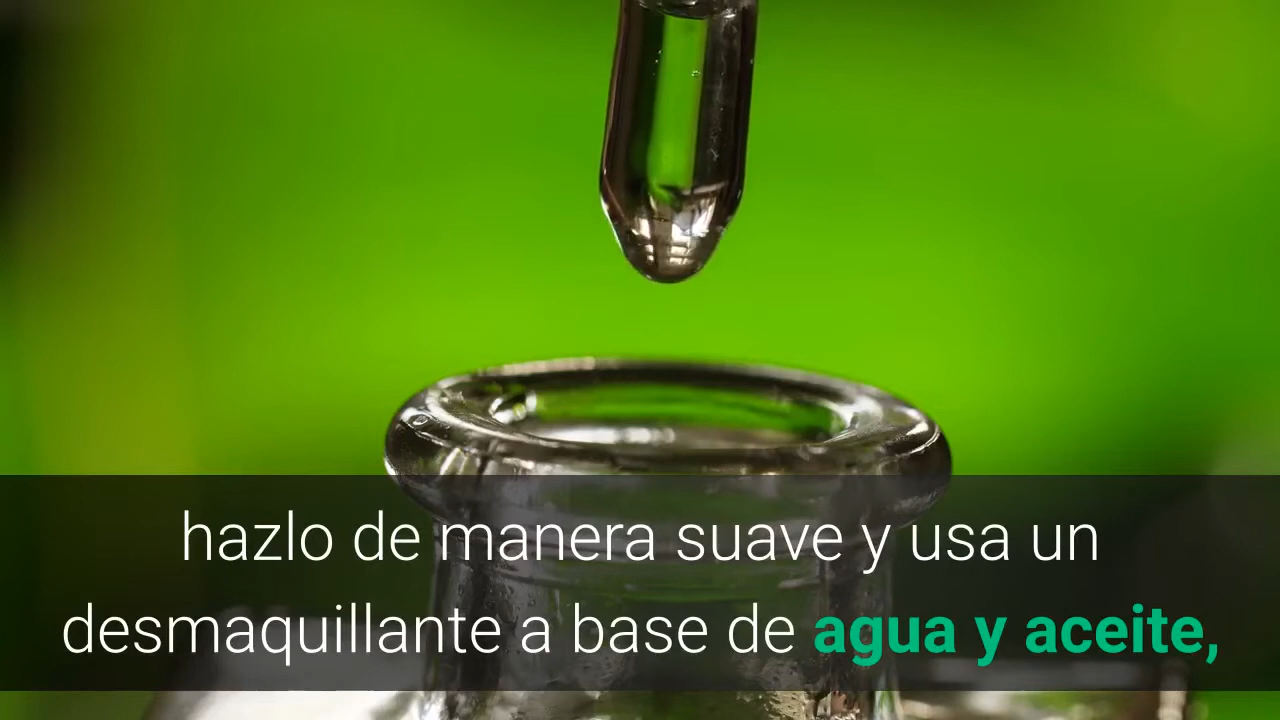 hazlo de manera suave y usa un
desmaquillante a base de agua y aceite,